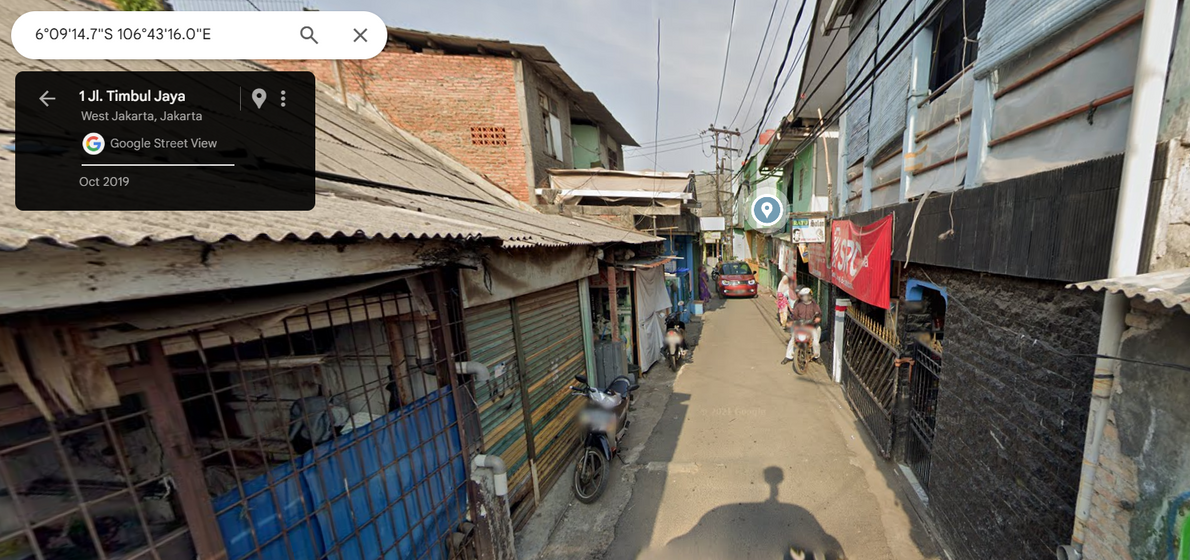 6°09'14.7"S 106°43'16.0"E
1 Jl. Timbul Jaya
West Jakarta, Jakarta
Google Street View
Oct 2019
SPC